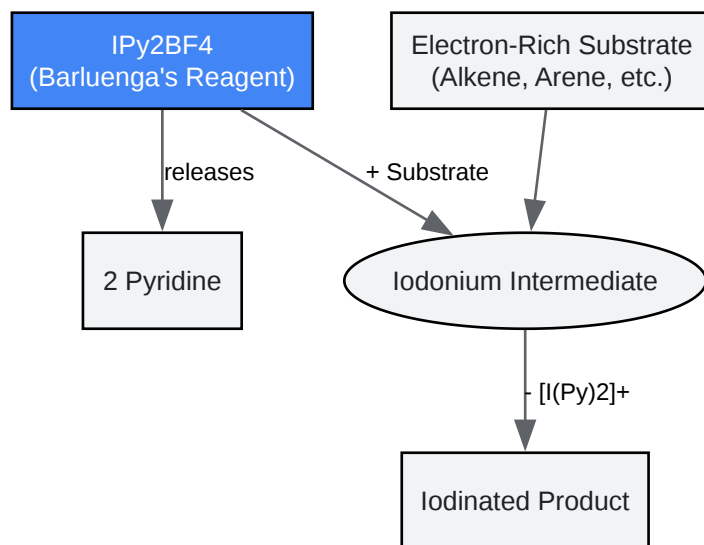 IPy2BF4
(Barluenga's Reagent)
Electron-Rich Substrate
(Alkene, Arene, etc.)
releases
+ Substrate
2 Pyridine
Iodonium Intermediate
- [I(Py)2]+
Iodinated Product